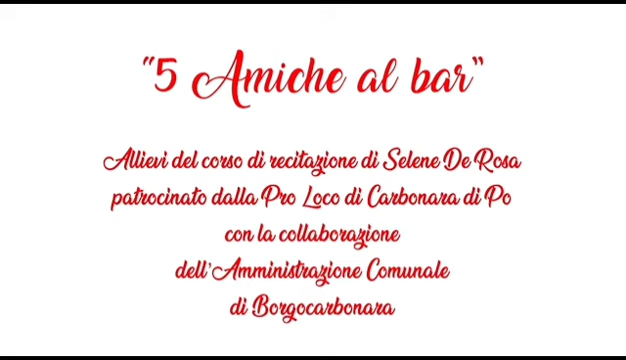 "5 Amiche al bar"
Allievi del corso di recitazione di Selene De Rosa
patrocinato dalla Pro Loco di Carbonara di Po
con la collaborazione
dell'Amministrazione Comunale
di Borgocarbonara